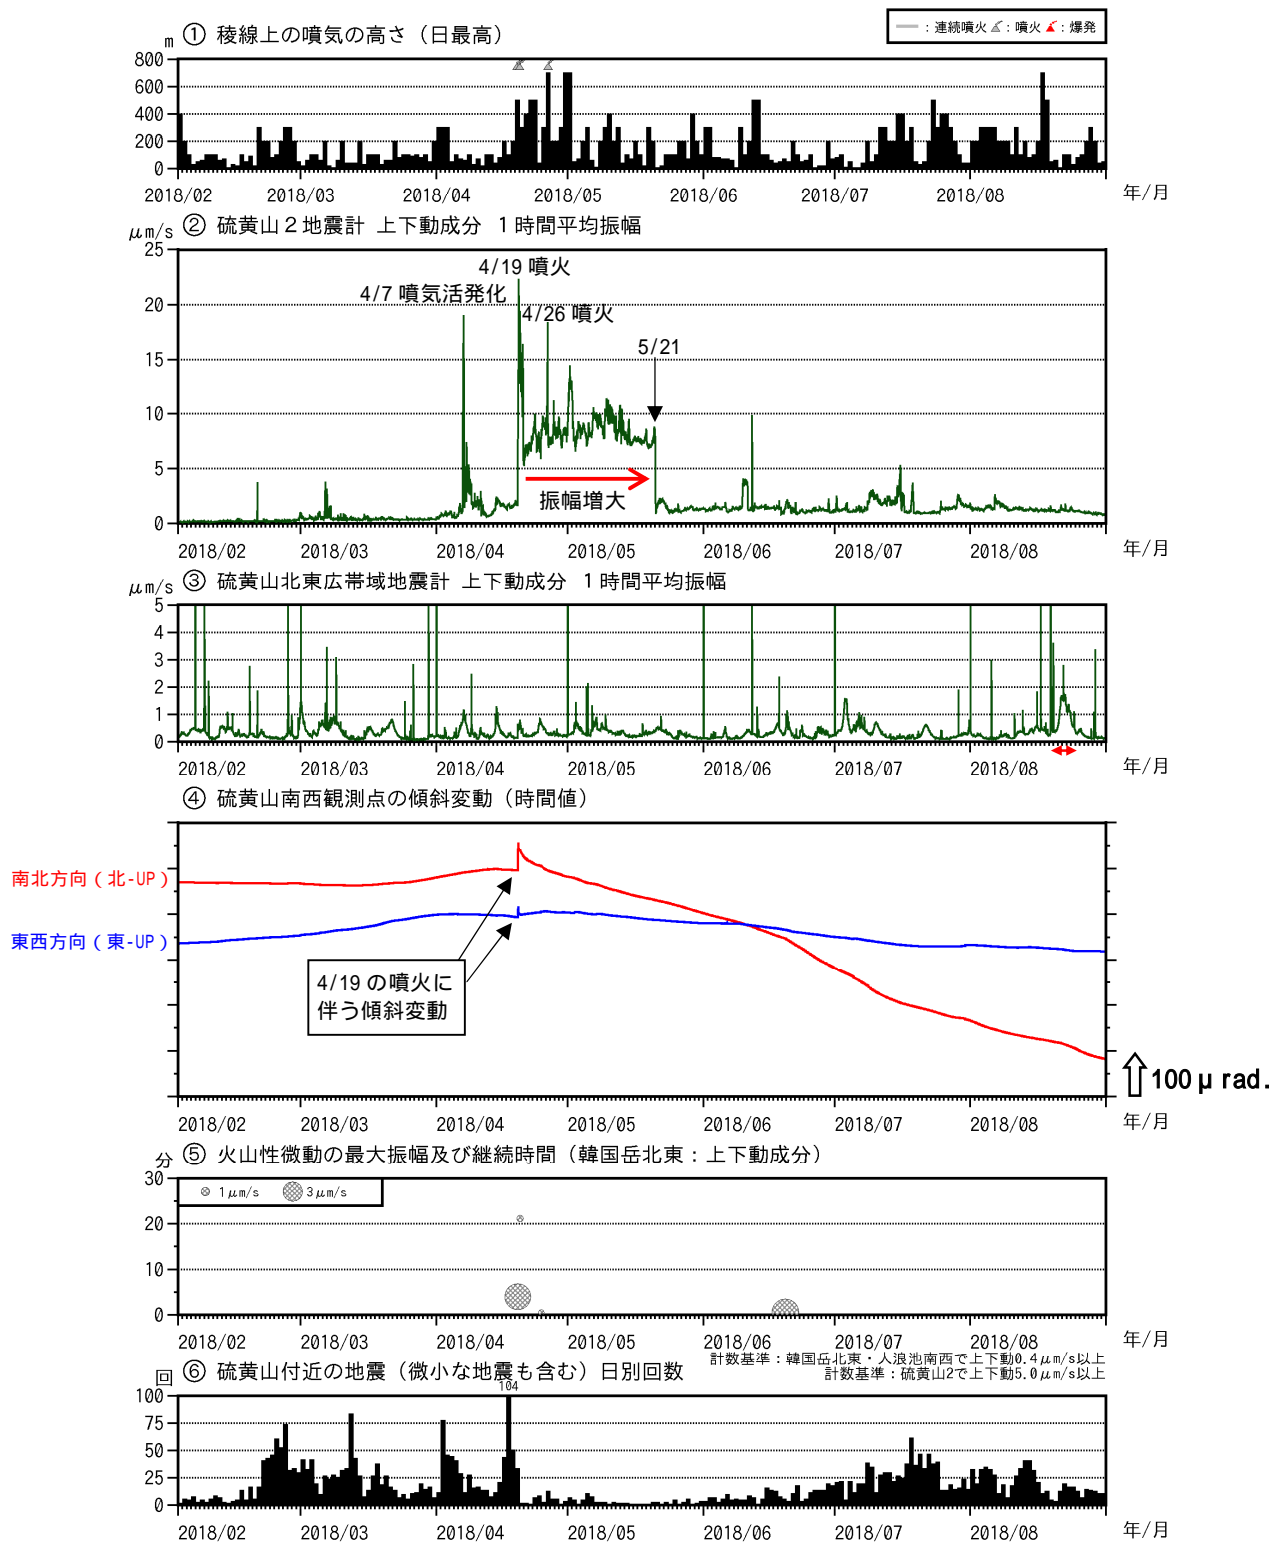 ① 稜線上の噴気の高さ（日最高）
：連続噴火 ：噴火 ：爆発
m
800
600
400
200
0
2018/02 2018/03 2018/04 2018/05 2018/06 2018/07 2018/08 年/月
② 硫黄山２地震計 上下動成分 １時間平均振幅
μm/s
25
20
15
10
5
0
4/19 噴火
4/7 噴気活発化
4/26 噴火
5/21
振幅増大
2018/02 2018/03 2018/04 2018/05 2018/06 2018/07 2018/08 年/月
③ 硫黄山北東広帯域地震計 上下動成分 １時間平均振幅
μm/s
5
4
3
2
1
0
2018/02 2018/03 2018/04 2018/05 2018/06 2018/07 2018/08 年/月
④ 硫黄山南西観測点の傾斜変動（時間値）
南北方向（北-UP）
東西方向（東-UP）
4/19 の噴火に
伴う傾斜変動
100 μ rad.
2018/02 2018/03 2018/04 2018/05 2018/06 2018/07 2018/08 年/月
⑤ 火山性微動の最大振幅及び継続時間（韓国岳北東：上下動成分）
分
30
20
10
0
1μm/s 3μm/s
2018/02 2018/03 2018/04 2018/05 2018/06 2018/07 2018/08 年/月
⑥ 硫黄山付近の地震（微小な地震も含む）日別回数
計数基準：韓国岳北東・入浪池南西で上下動0.4μm/s以上
計数基準：硫黄山2で上下動5.0μm/s以上
回
104
100
75
50
25
0
2018/02 2018/03 2018/04 2018/05 2018/06 2018/07 2018/08 年/月